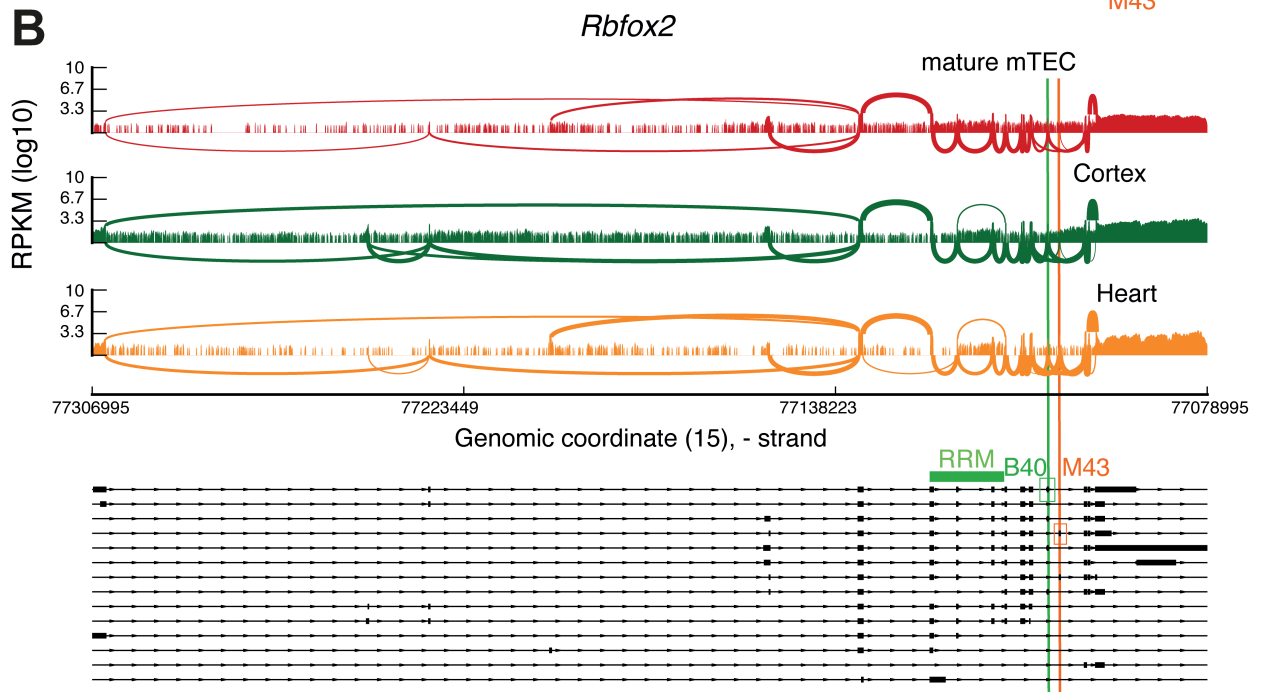 M43
B
Rbfox2
mature mTEC
10
6.7
3.3
Cortex
10
6.7
3.3
Heart
10
6.7
3.3
RPKM (log10)
77306995 77223449 77138223 77078995
Genomic coordinate (15), - strand
RRM B40 M43